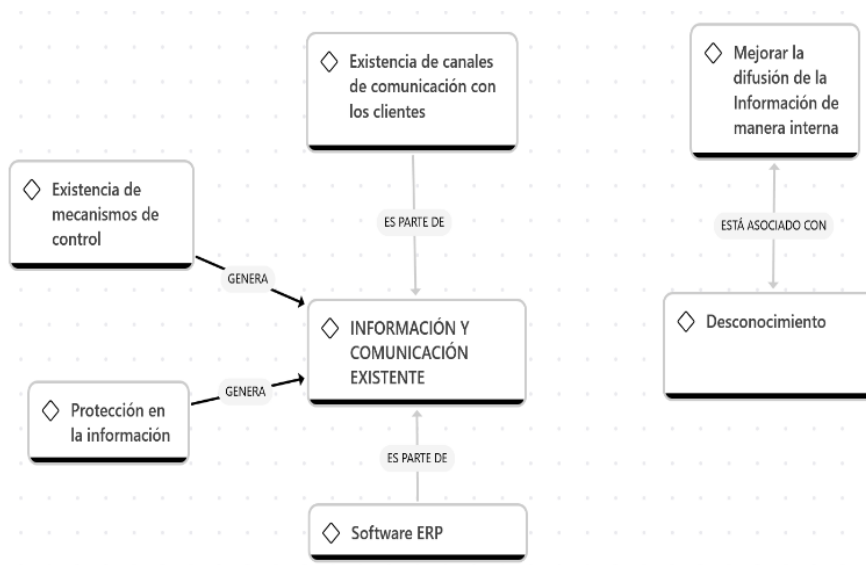 Existencia de canales
de comunicación con
los clientes
Mejorar la
difusión de la
Información de
manera interna
Existencia de
mecanismos de
control
ES PARTE DE
ESTÁ ASOCIADO CON
GENERA
INFORMACIÓN Y
COMUNICACIÓN
EXISTENTE
Desconocimiento
GENERA
Protección en
la información
ES PARTE DE
Software ERP